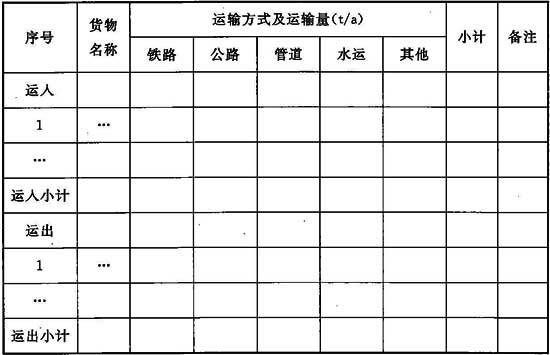 序号 货物名称 运输方式及运输量(t/a) 小计 备注
铁路 公路 管道 水运 其他
运人
1 …
…
运人小计
运出
1 …
…
运出小计